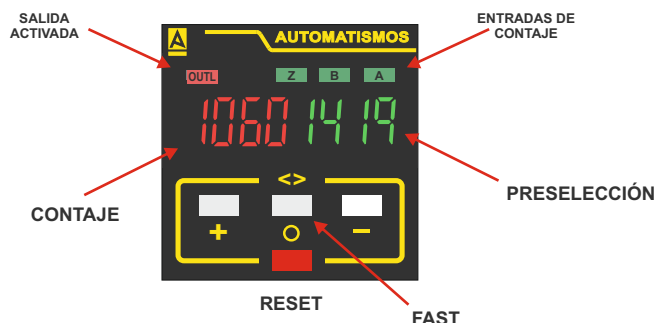 SALIDA
ACTIVADA
ENTRADAS DE
CONTAJE
A AUTOMATISMOS
OUTL Z B A
1060 1419
<>
CONTAJE
PRESELECCIÓN
+ O -
RESET
FAST